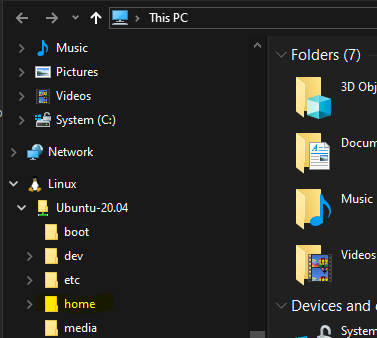 This PC
Music
Pictures
Videos
System (C:)
Network
Linux
Ubuntu-20.04
boot
dev
etc
home
media
Folders (7)
3D Obj
Docum
Music
Videos
Devices and
System